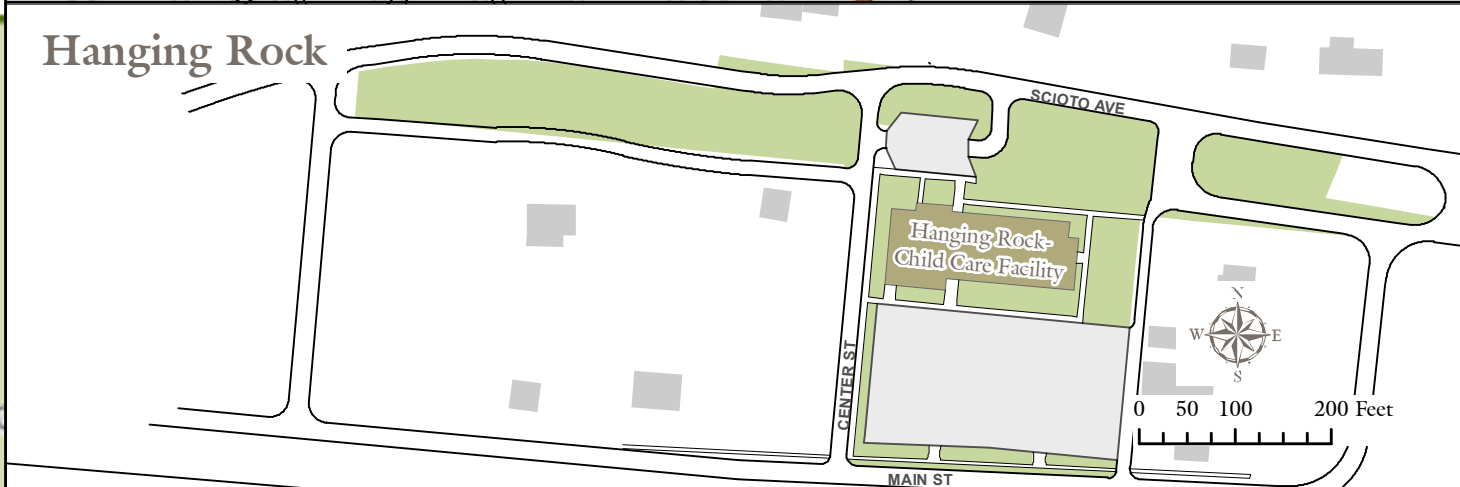 Hanging Rock
SCIOTO AVE
Hanging Rock-
Child Care Facility
N
W E
S
CENTER ST
0 50 100 200 Feet
MAIN ST